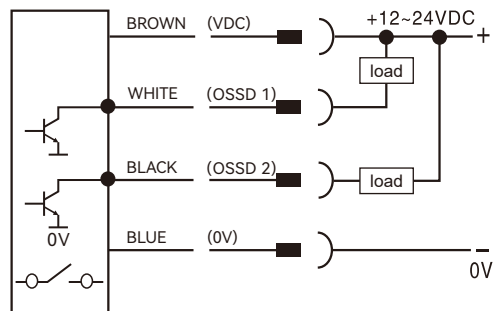 +12~24VDC
BROWN (VDC) +
load
WHITE (OSSD 1)
BLACK (OSSD 2)
load
0V
BLUE (0V) −
0V